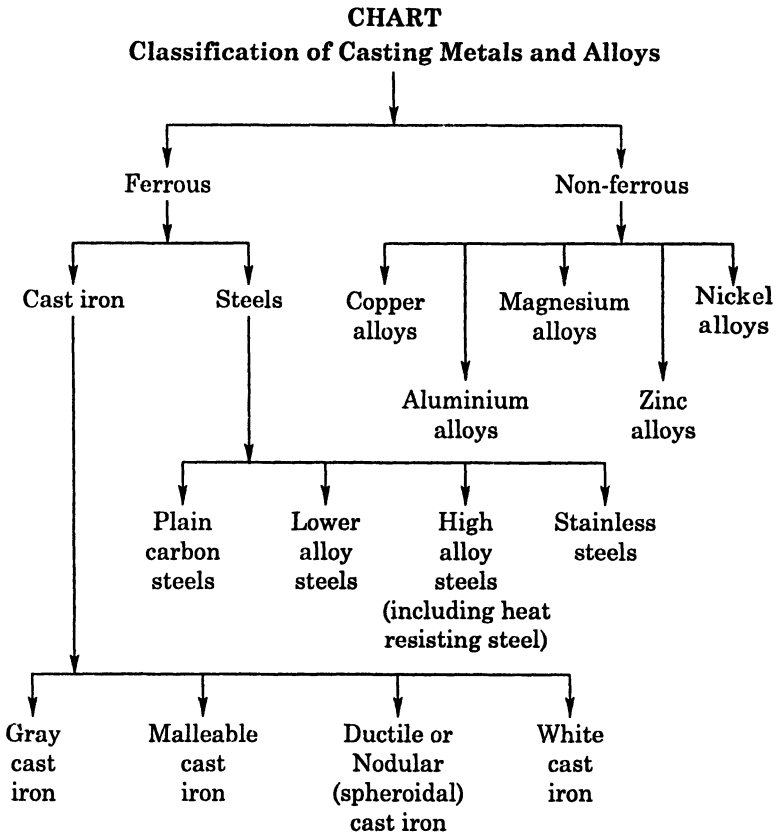 CHART
Classification of Casting Metals and Alloys
Ferrous
Non-ferrous
Cast iron
Steels
Copper
alloys
Magnesium
alloys
Nickel
alloys
Aluminium
alloys
Zinc
alloys
Plain
carbon
steels
Lower
alloy
steels
High
alloy
steels
(including heat
resisting steel)
Stainless
steels
Gray
cast
iron
Malleable
cast
iron
Ductile or
Nodular
(spheroidal)
cast iron
White
cast
iron